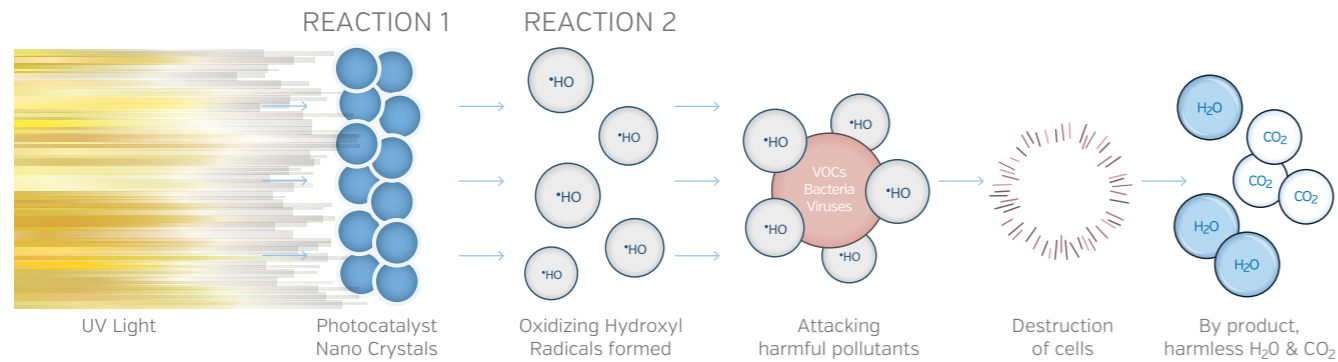 REACTION 1
REACTION 2
•HO
•HO
•HO
•HO
•HO
•HO
•HO
•HO
•HO
•HO
VOCs
Bacteria
Viruses
H₂O
CO₂
CO₂
CO₂
H₂O
H₂O
UV Light
Photocatalyst
Nano Crystals
Oxidizing Hydroxyl
Radicals formed
Attacking
harmful pollutants
Destruction
of cells
By product,
harmless H₂0 & CO₂